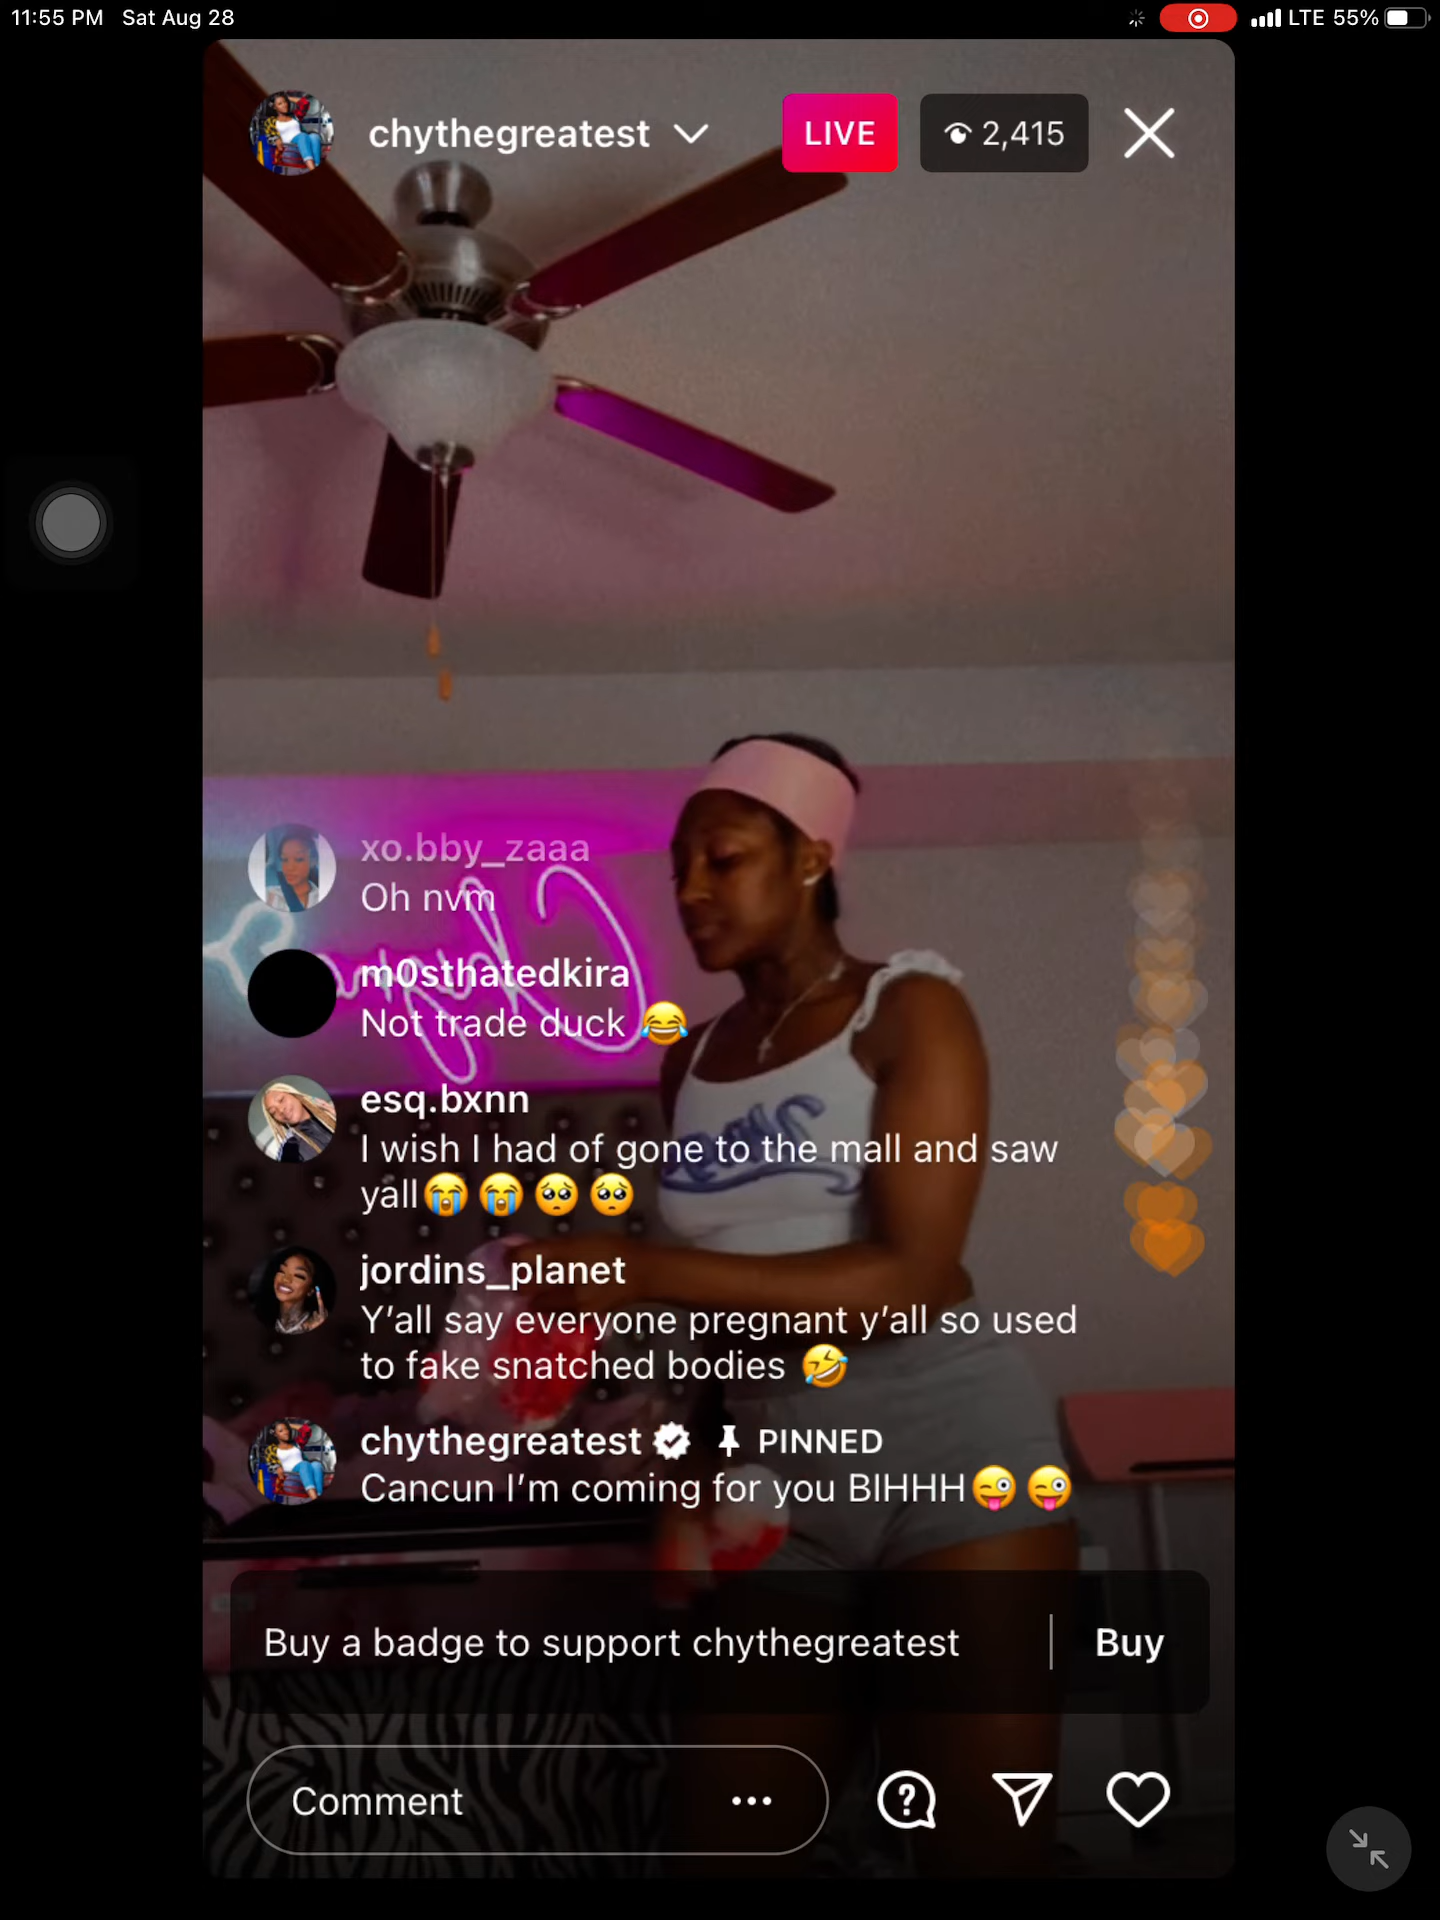 11:55 PM Sat Aug 28
LTE 55%
chythegreatest
LIVE
2,415
xo.bby_zaaa
Oh nvm
m0sthatedkira
Not trade duck 😂
esq.bxnn
I wish I had of gone to the mall and saw
yall😭😭🥺🥺
jordins_planet
Y’all say everyone pregnant y’all so used
to fake snatched bodies 🤣
chythegreatest PINNED
Cancun I’m coming for you BIHHH😜😜
Buy a badge to support chythegreatest | Buy
Comment ...